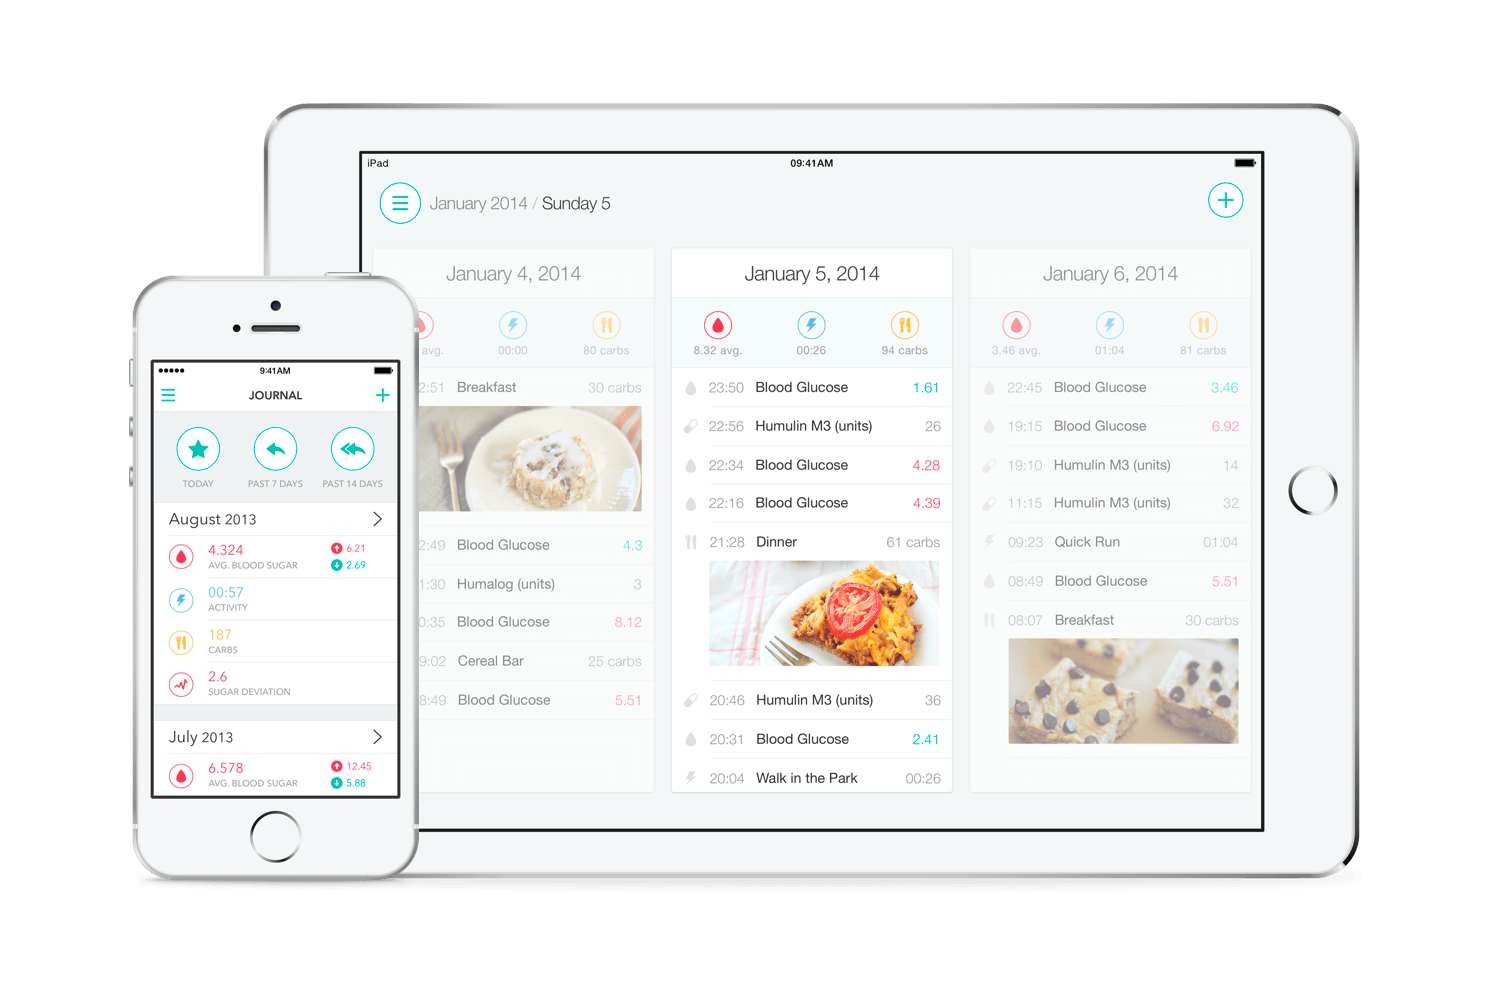 iPad
09:41AM
January 2014 / Sunday 5
January 4, 2014
avg.
00:00
80 carbs
2:51 Breakfast 30 carbs
2:49 Blood Glucose 4.3
1:30 Humalog (units) 3
0:35 Blood Glucose 8.12
9:02 Cereal Bar 25 carbs
8:49 Blood Glucose 5.51
January 5, 2014
8.32 avg.
00:26
94 carbs
23:50 Blood Glucose 1.61
22:56 Humulin M3 (units) 26
22:34 Blood Glucose 4.28
22:16 Blood Glucose 4.39
21:28 Dinner 61 carbs
20:46 Humulin M3 (units) 36
20:31 Blood Glucose 2.41
20:04 Walk in the Park 00:26
January 6, 2014
3.46 avg.
01:04
81 carbs
22:45 Blood Glucose 3.46
19:15 Blood Glucose 6.92
19:10 Humulin M3 (units) 14
11:15 Humulin M3 (units) 32
09:23 Quick Run 01:04
08:49 Blood Glucose 5.51
08:07 Breakfast 30 carbs
9:41AM
JOURNAL
TODAY
PAST 7 DAYS
PAST 14 DAYS
August 2013
4.324
AVG. BLOOD SUGAR
6.21
2.69
00:57
ACTIVITY
187
CARBS
2.6
SUGAR DEVIATION
July 2013
6.578
AVG. BLOOD SUGAR
12.45
5.88